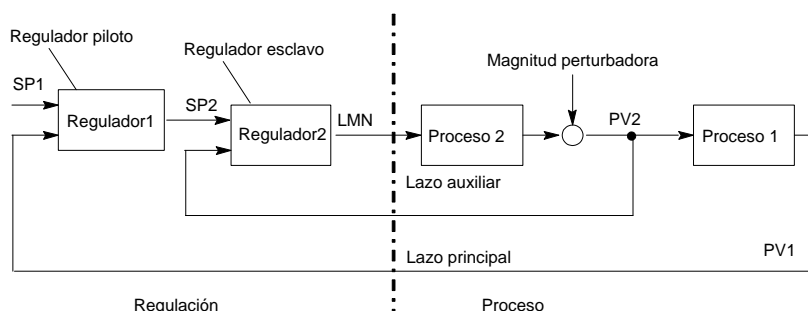 Regulador piloto
Regulador esclavo
Magnitud perturbadora
SP1
SP2
LMN
PV2
Regulador1
Regulador2
Proceso 2
Proceso 1
Lazo auxiliar
Lazo principal
PV1
Regulación
Proceso